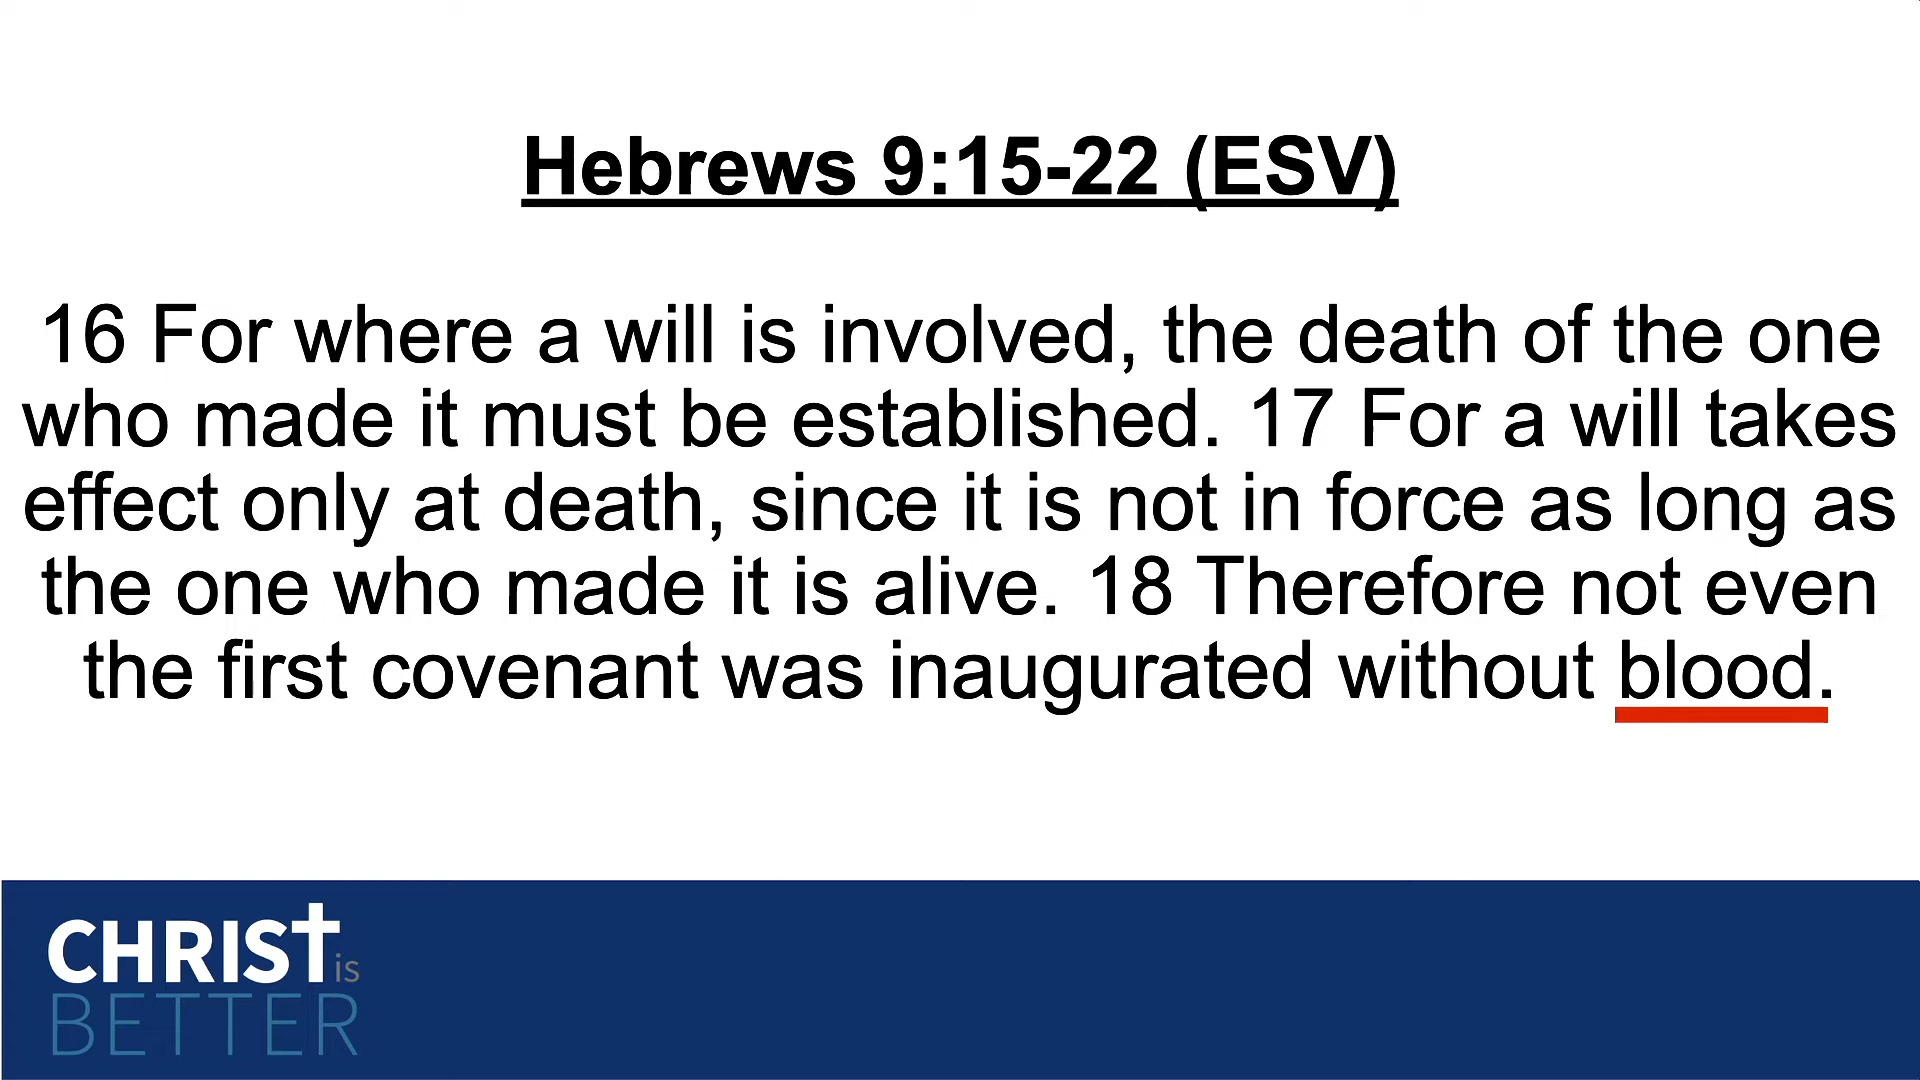 Hebrews 9:15-22 (ESV)
16 For where a will is involved, the death of the one
who made it must be established. 17 For a will takes
effect only at death, since it is not in force as long as
the one who made it is alive. 18 Therefore not even
the first covenant was inaugurated without blood.
CHRIST is
BETTER